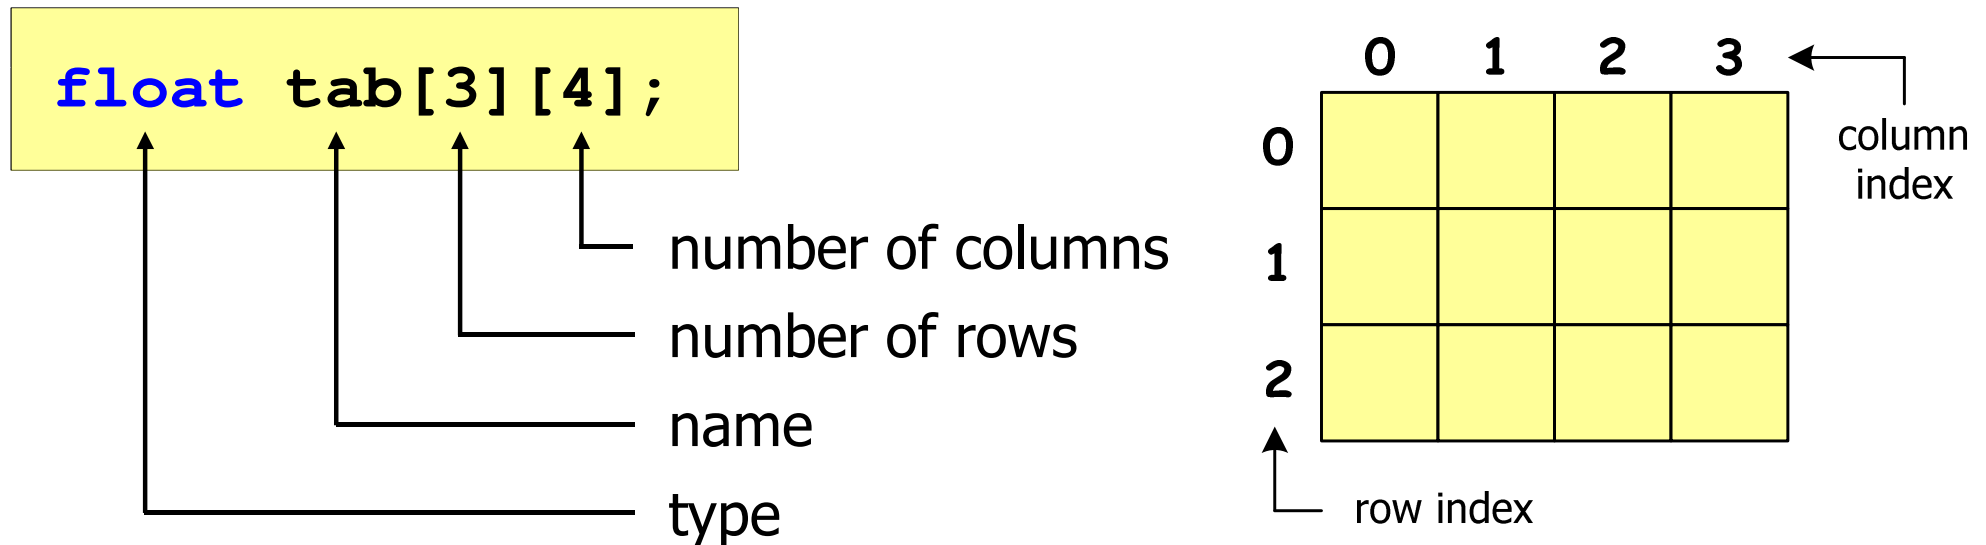 float tab[3][4];
number of columns
number of rows
name
type
0 1 2 3
column
index
0
1
2
row index